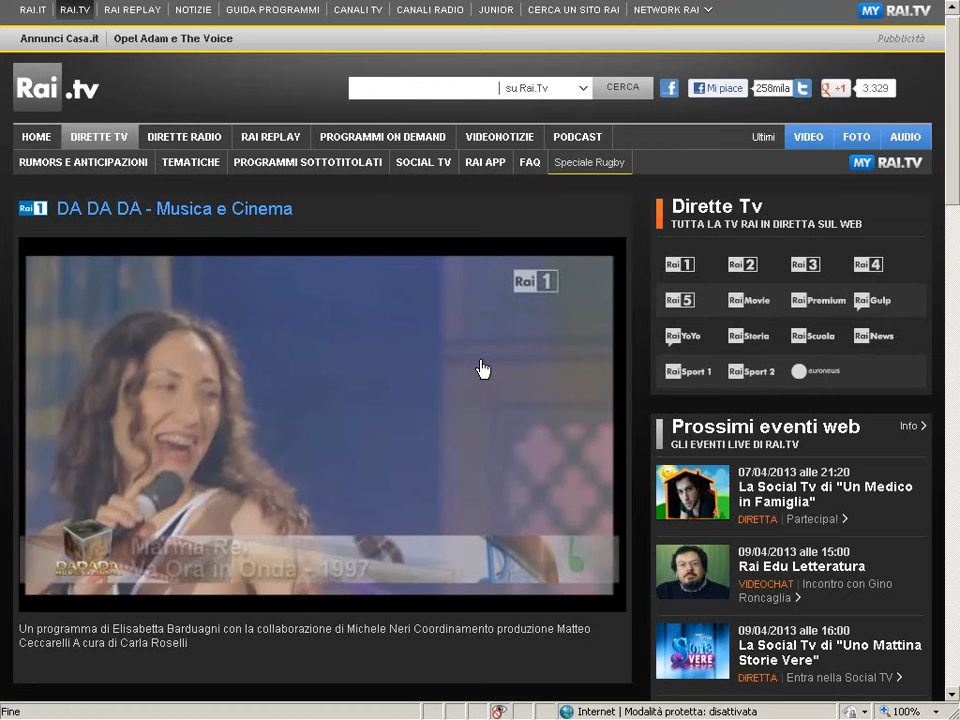 RAI.IT RAI.TV RAI REPLAY NOTIZIE GUIDA PROGRAMMI CANALI TV CANALI RADIO JUNIOR CERCA UN SITO RAI NETWORK RAI MY RAI.TV
Annunci Casa.it Opel Adam e The Voice Pubblicità
Rai .tv su Rai.Tv CERCA Mi piace 258mila +1 3.329
HOME DIRETTE TV DIRETTE RADIO RAI REPLAY PROGRAMMI ON DEMAND VIDEONOTIZIE PODCAST Ultimi VIDEO FOTO AUDIO
RUMORS E ANTICIPAZIONI TEMATICHE PROGRAMMI SOTTOTITOLATI SOCIAL TV RAI APP FAQ Speciale Rugby MY RAI.TV
Rai 1 DA DA DA - Musica e Cinema
Rai 1
Marina Rei
Va Ora in Onda - 1997
DADADA
Un programma di Elisabetta Barduagni con la collaborazione di Michele Neri Coordinamento produzione Matteo
Ceccarelli A cura di Carla Roselli
Dirette Tv
TUTTA LA TV RAI IN DIRETTA SUL WEB
Rai 1 Rai 2 Rai 3 Rai 4
Rai 5 Rai Movie Rai Premium Rai Gulp
Rai YoYo Rai Storia Rai Scuola Rai News
Rai Sport 1 Rai Sport 2 euronews
Prossimi eventi web Info
GLI EVENTI LIVE DI RAI.TV
07/04/2013 alle 21:20
La Social Tv di "Un Medico
in Famiglia"
DIRETTA | Partecipa!
09/04/2013 alle 15:00
Rai Edu Letteratura
VIDEOCHAT | Incontro con Gino
Roncaglia
09/04/2013 alle 16:00
La Social Tv di "Uno Mattina
Storie Vere"
DIRETTA | Entra nella Social TV
Storie
VERE
Fine Internet | Modalità protetta: disattivata 100%